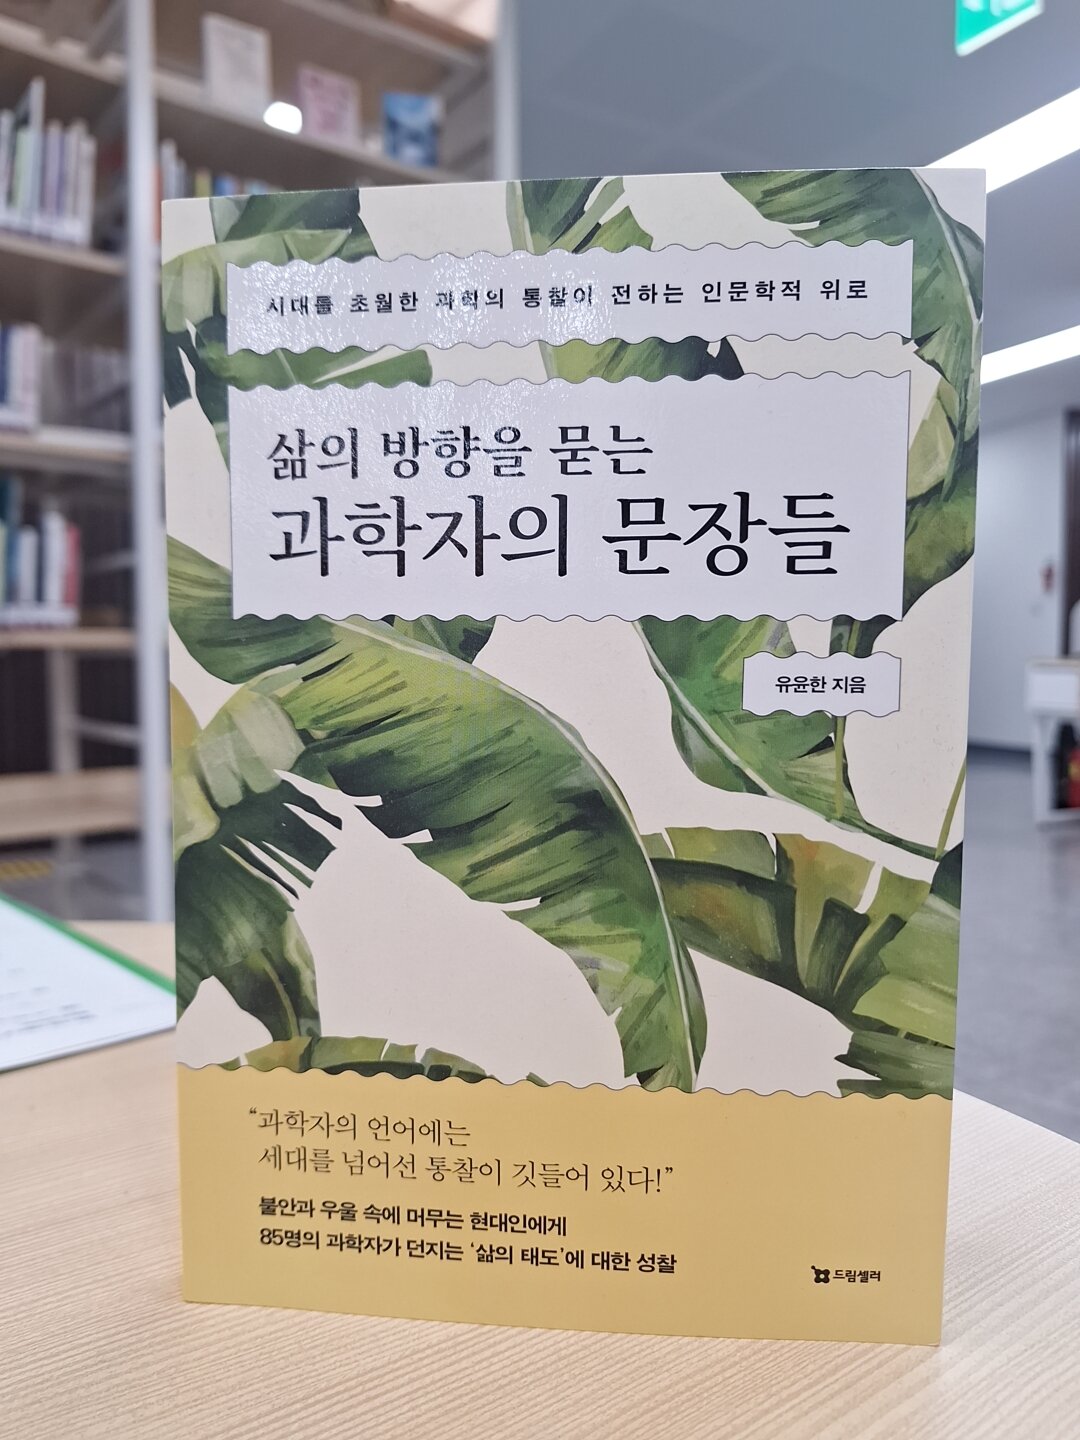 시대를 초월한 과학의 통찰이 전하는 인문학적 위로
삶의 방향을 묻는
과학자의 문장들
유윤한 지음
“과학자의 언어에는
세대를 넘어선 통찰이 깃들어 있다!”
불안과 우울 속에 머무는 현대인에게
85명의 과학자가 던지는 ‘삶의 태도’에 대한 성찰
드림셀러